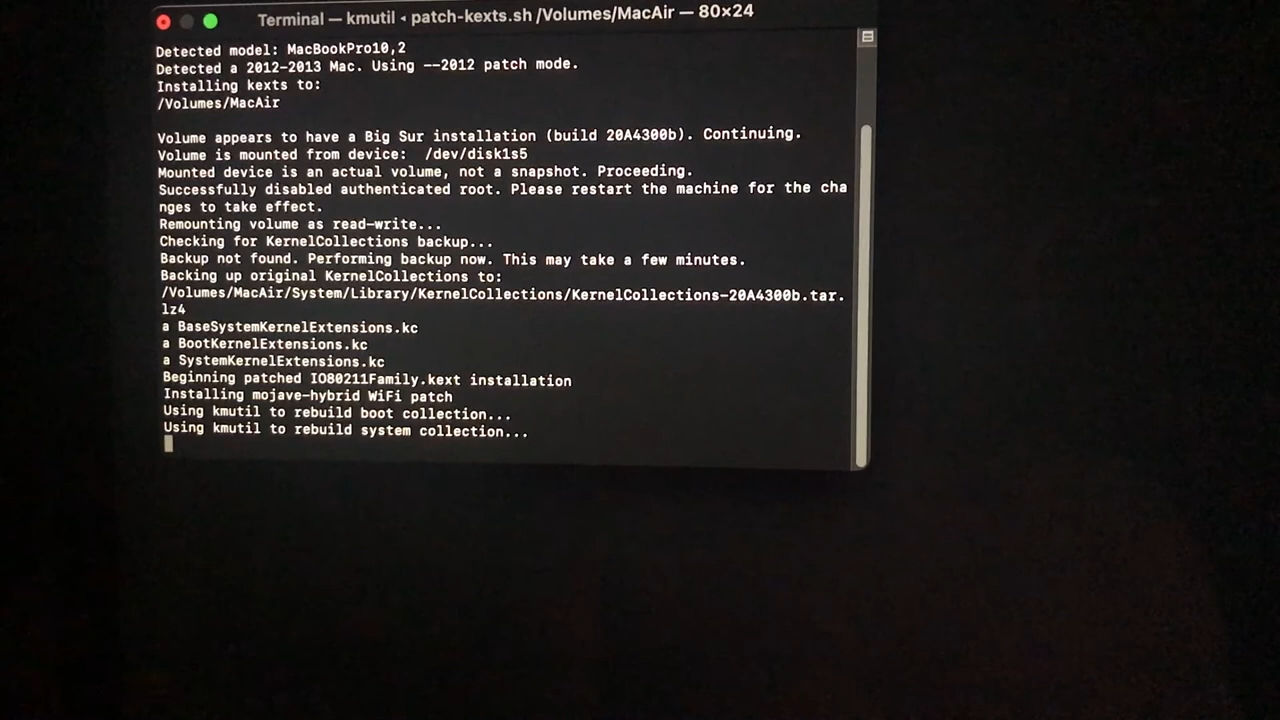 Terminal — kmutil ◂ patch-kexts.sh /Volumes/MacAir — 80×24
Detected model: MacBookPro10,2
Detected a 2012-2013 Mac. Using --2012 patch mode.
Installing kexts to:
/Volumes/MacAir
Volume appears to have a Big Sur installation (build 20A4300b). Continuing.
Volume is mounted from device:  /dev/disk1s5
Mounted device is an actual volume, not a snapshot. Proceeding.
Successfully disabled authenticated root. Please restart the machine for the cha
nges to take effect.
Remounting volume as read-write...
Checking for KernelCollections backup...
Backup not found. Performing backup now. This may take a few minutes.
Backing up original KernelCollections to:
/Volumes/MacAir/System/Library/KernelCollections/KernelCollections-20A4300b.tar.
lz4
a BaseSystemKernelExtensions.kc
a BootKernelExtensions.kc
a SystemKernelExtensions.kc
Beginning patched IO80211Family.kext installation
Installing mojave-hybrid WiFi patch
Using kmutil to rebuild boot collection...
Using kmutil to rebuild system collection...